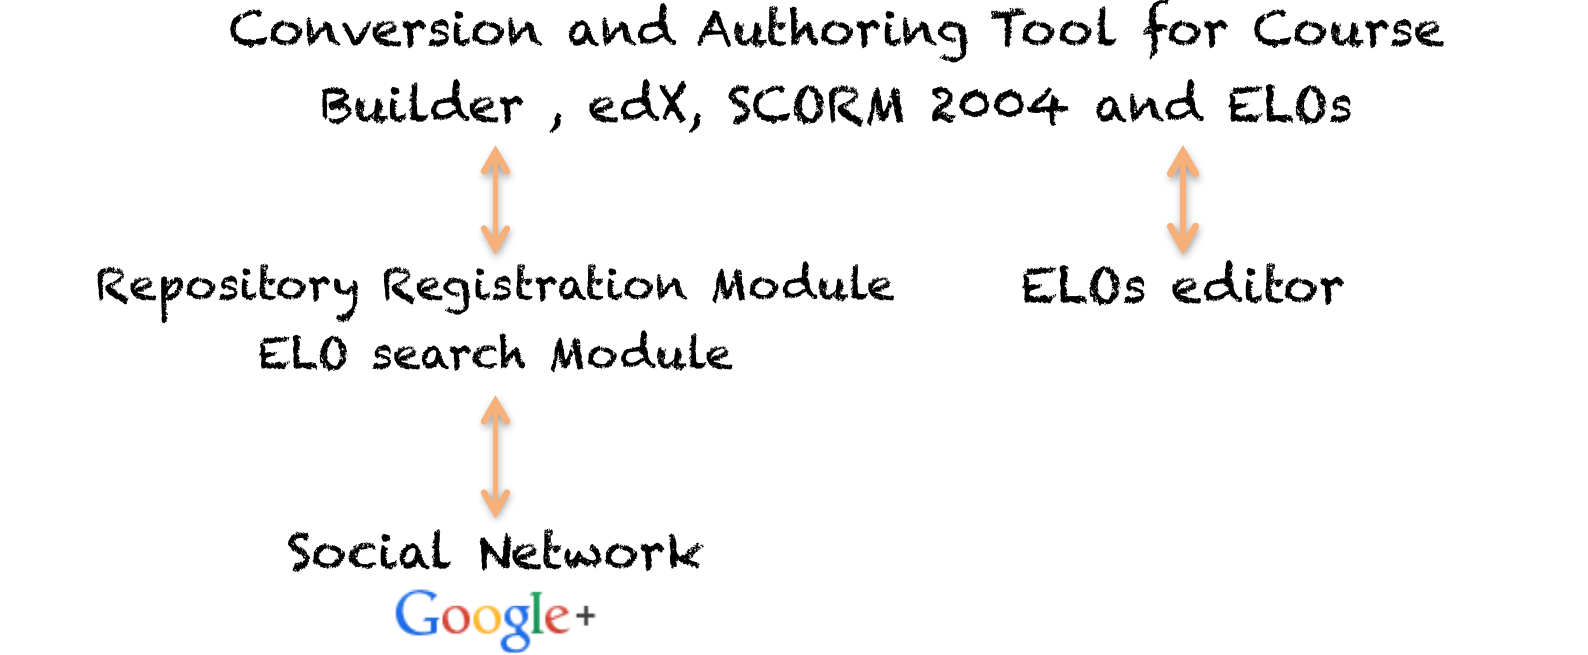 Conversion and Authoring Tool for Course
Builder , edX, SCORM 2004 and ELOs
Repository Registration Module
ELOs editor
ELO search Module
Social Network
Google+